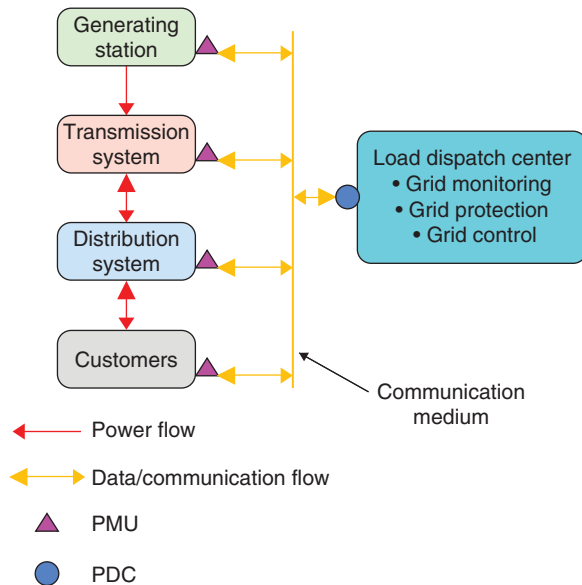 Generating
station
Transmission
system
Distribution
system
Customers
Load dispatch center
• Grid monitoring
• Grid protection
• Grid control
Communication
medium
Power flow
Data/communication flow
PMU
PDC